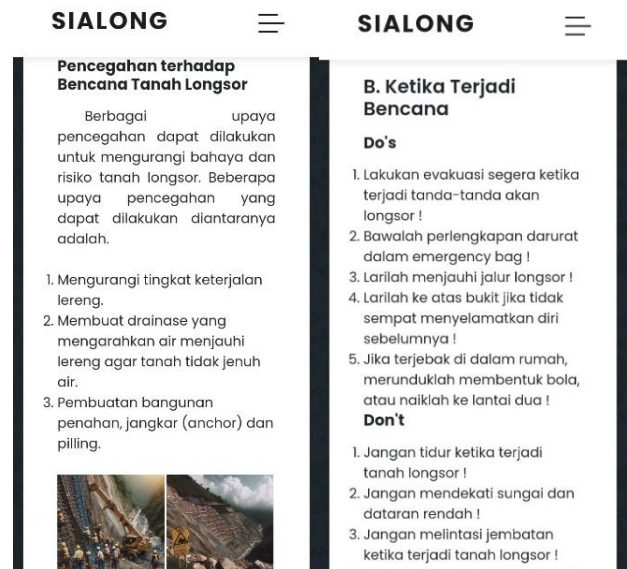 SIALONG
Pencegahan terhadap
Bencana Tanah Longsor
Berbagai upaya
pencegahan dapat dilakukan
untuk mengurangi bahaya dan
risiko tanah longsor. Beberapa
upaya pencegahan yang
dapat dilakukan diantaranya
adalah.
1. Mengurangi tingkat keterjalan
lereng.
2. Membuat drainase yang
mengarahkan air menjauhi
lereng agar tanah tidak jenuh
air.
3. Pembuatan bangunan
penahan, jangkar (anchor) dan
pilling.
SIALONG
B. Ketika Terjadi
Bencana
Do's
1. Lakukan evakuasi segera ketika
terjadi tanda-tanda akan
longsor !
2. Bawalah perlengkapan darurat
dalam emergency bag !
3. Larilah menjauhi jalur longsor !
4. Larilah ke atas bukit jika tidak
sempat menyelamatkan diri
sebelumnya !
5. Jika terjebak di dalam rumah,
merunduklah membentuk bola,
atau naiklah ke lantai dua !
Don't
1. Jangan tidur ketika terjadi
tanah longsor !
2. Jangan mendekati sungai dan
dataran rendah !
3. Jangan melintasi jembatan
ketika terjadi tanah longsor !